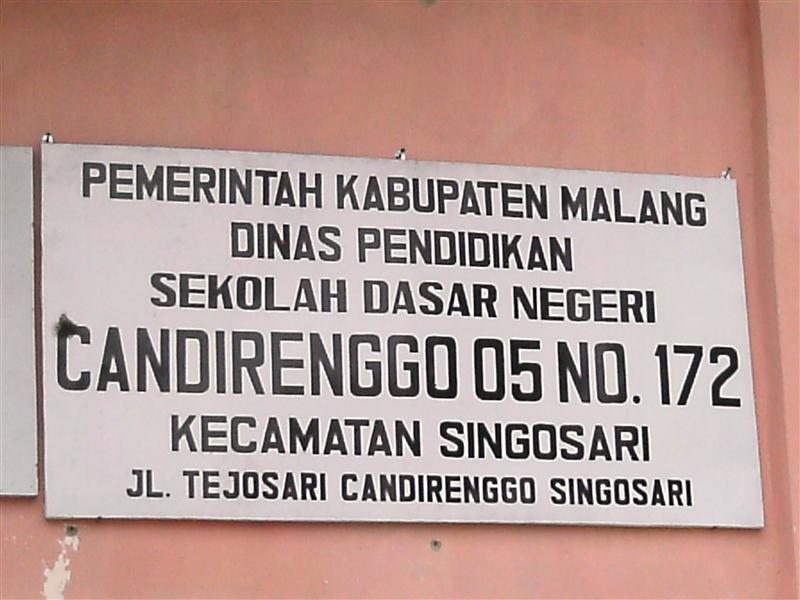 PEMERINTAH KABUPATEN MALANG
DINAS PENDIDIKAN
SEKOLAH DASAR NEGERI
CANDIRENGGO 05 NO. 172
KECAMATAN SINGOSARI
JL. TEJOSARI CANDIRENGGO SINGOSARI